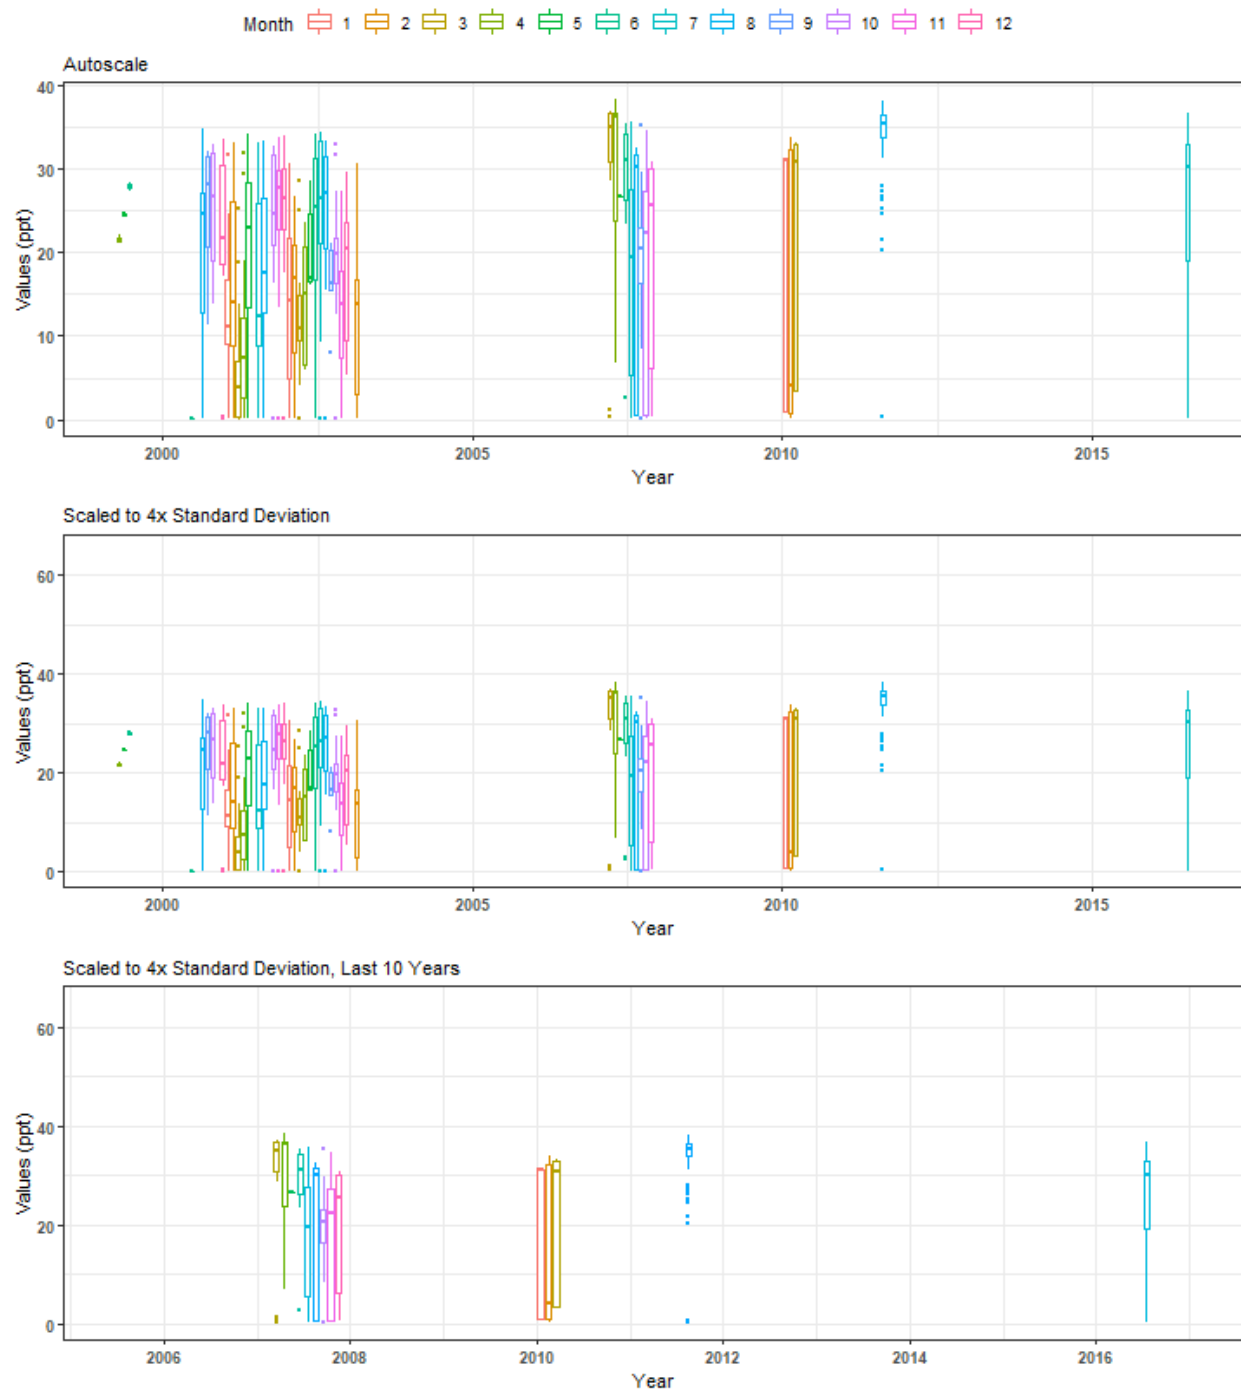 Month 1 2 3 4 5 6 7 8 9 10 11 12
Autoscale
40
30
20
10
0
Values (ppt)
2000 2005 2010 2015
Year
Scaled to 4x Standard Deviation
60
40
20
0
Values (ppt)
2000 2005 2010 2015
Year
Scaled to 4x Standard Deviation, Last 10 Years
60
40
20
0
Values (ppt)
2006 2008 2010 2012 2014 2016
Year